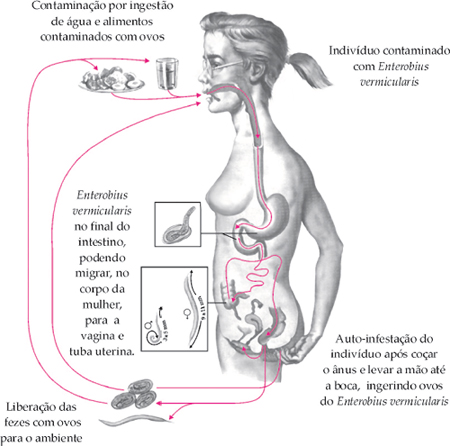 Contaminação por ingestão
de água e alimentos
contaminados com ovos
Indivíduo contaminado
com Enterobius
vermicularis
Enterobius
vermicularis
no final do
intestino,
podendo
migrar, no
corpo da
mulher,
para a
vagina e
tuba uterina.
♂
♀
Auto-infestação do
indivíduo após coçar
o ânus e levar a mão até
a boca, ingerindo ovos
do Enterobius vermicularis
Liberação das
fezes com ovos
para o ambiente